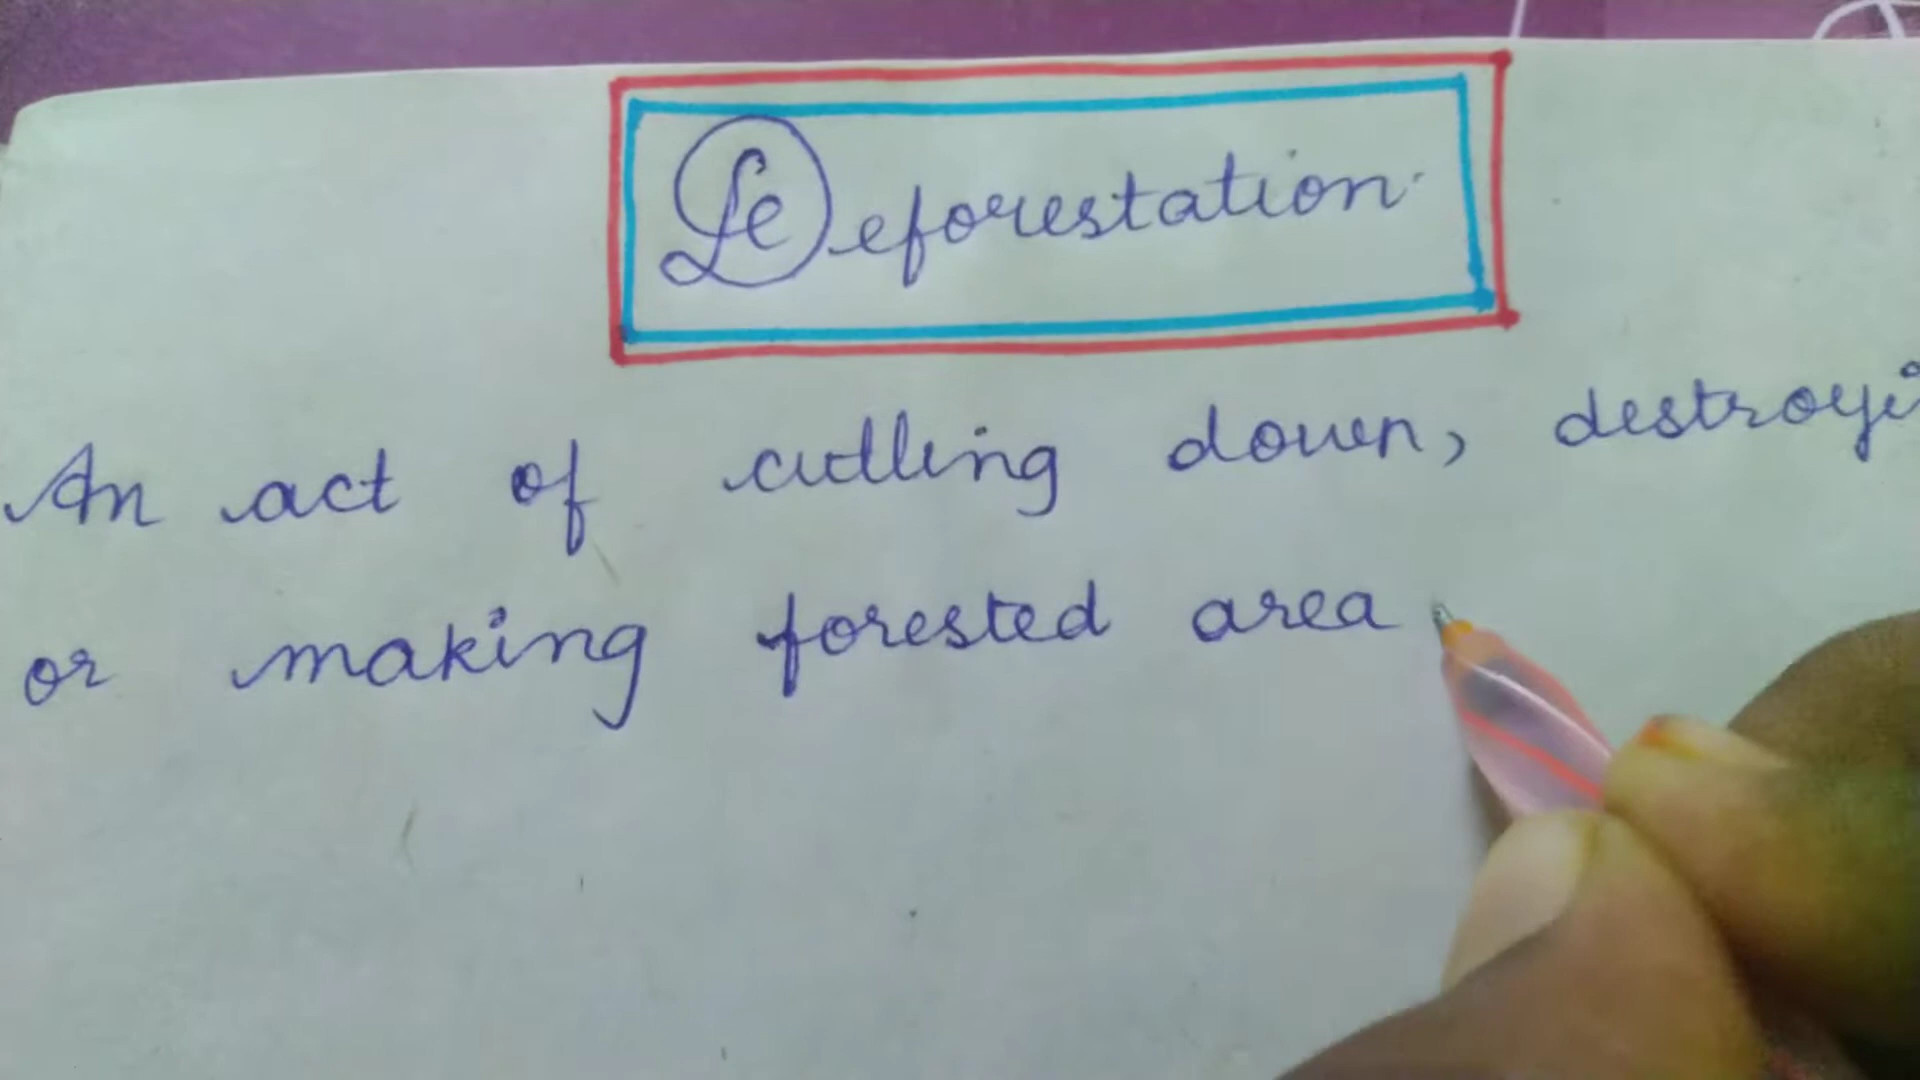 Deforestation.
An act of cutting down, destroyi
or making forested area